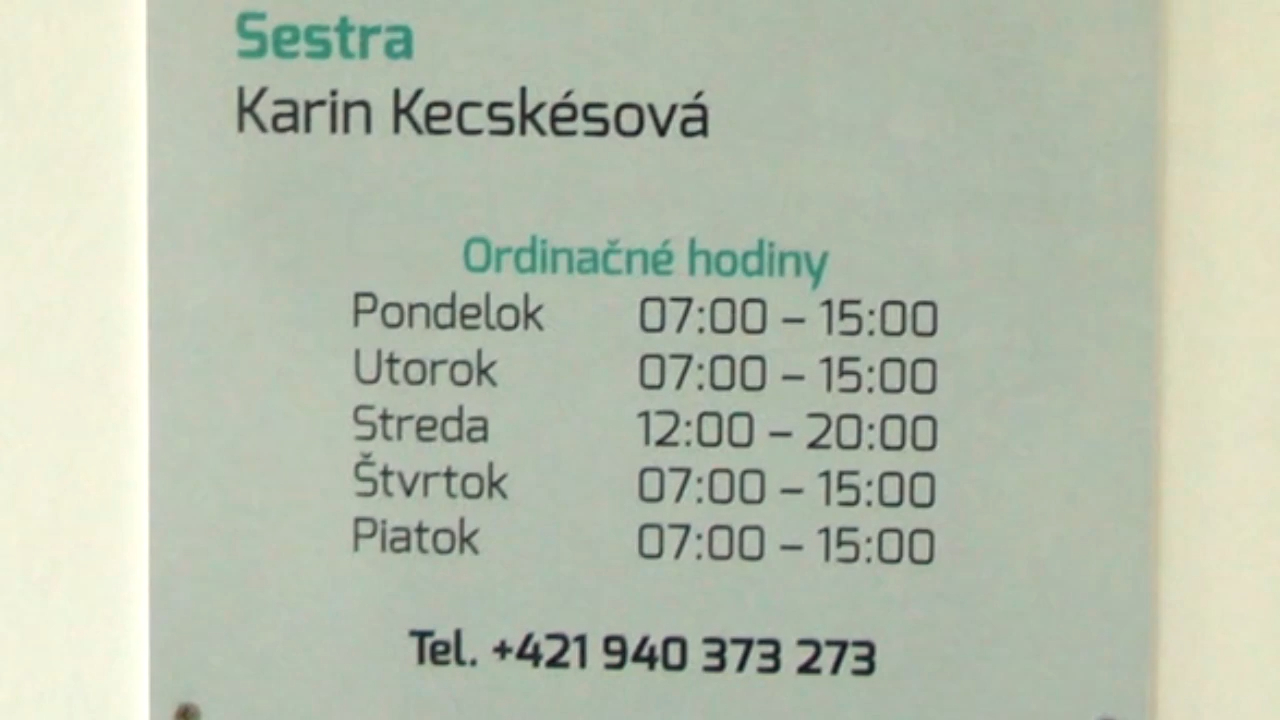 Sestra
Karin Kecskésová
Ordinačné hodiny
Pondelok 07:00 – 15:00
Utorok 07:00 – 15:00
Streda 12:00 – 20:00
Štvrtok 07:00 – 15:00
Piatok 07:00 – 15:00
Tel. +421 940 373 273